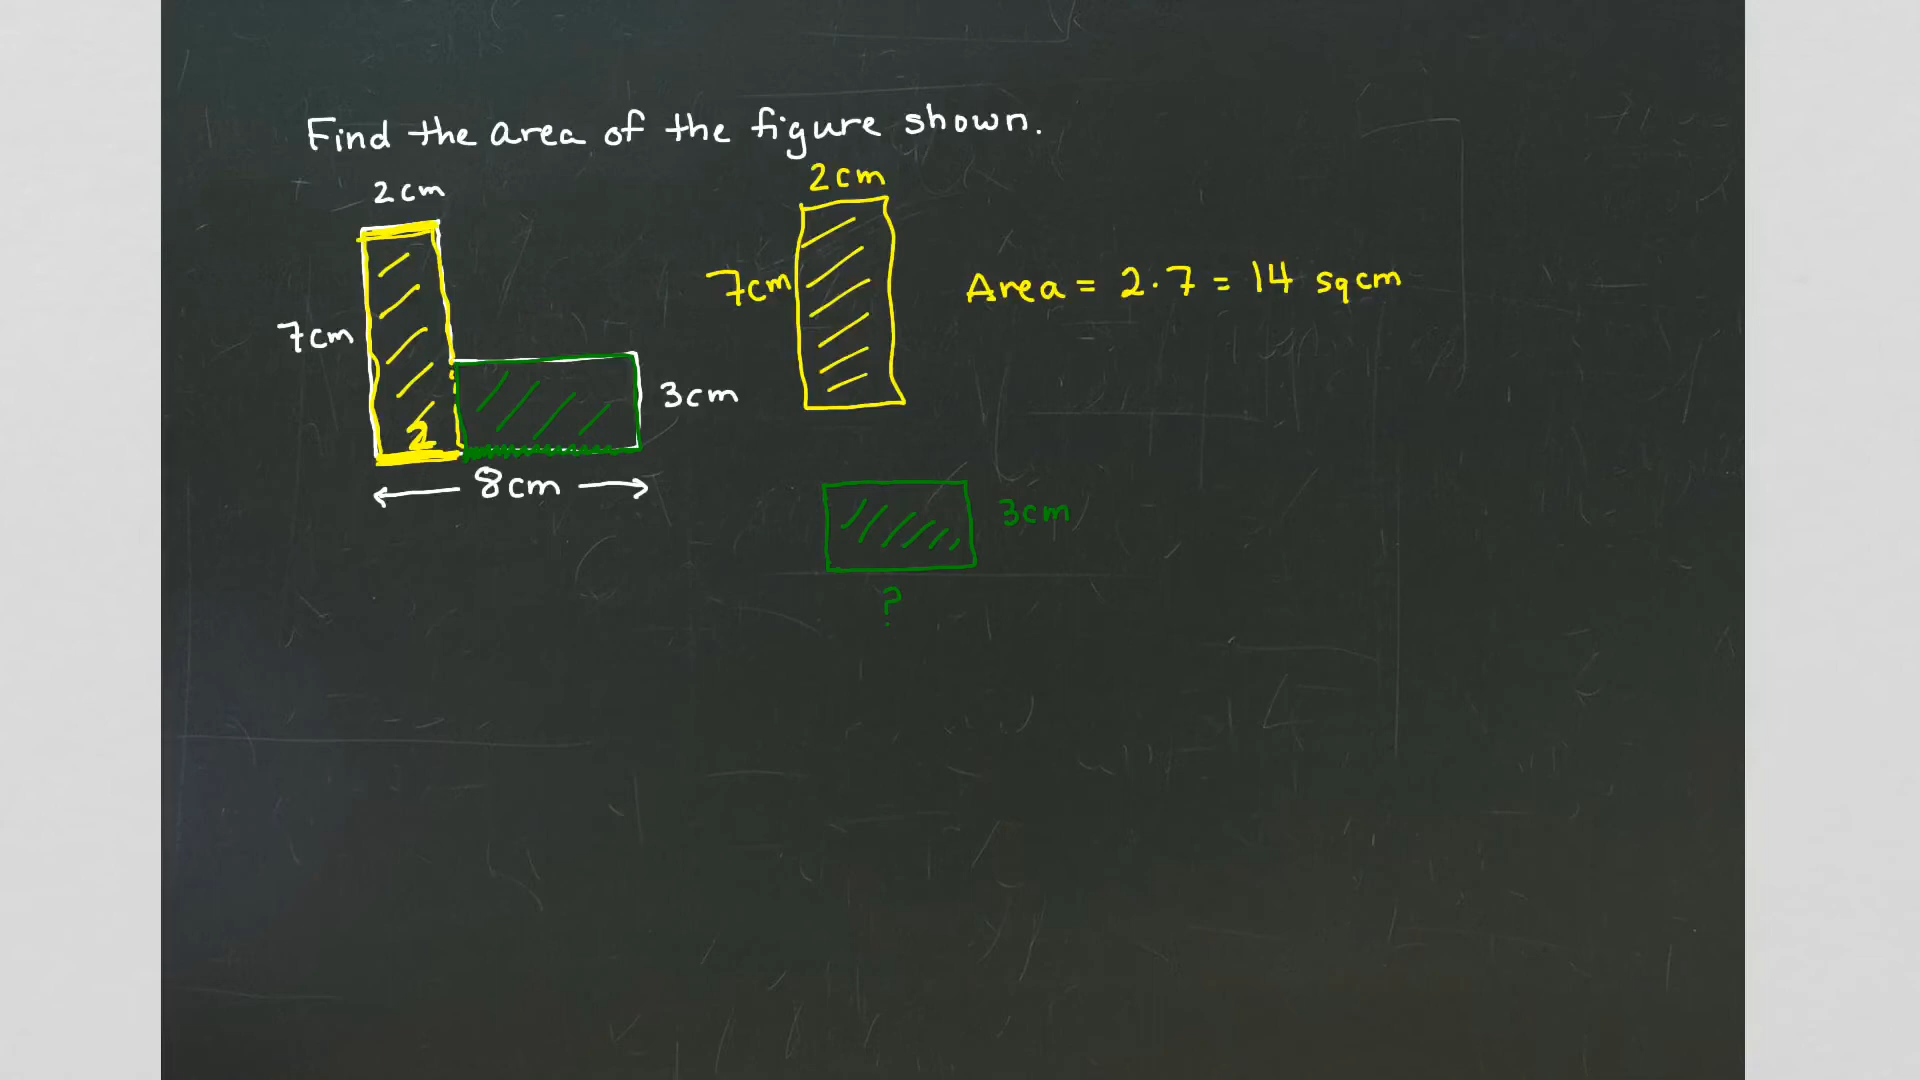 Find the area of the figure shown.
2cm
2cm
7cm
Area = 2.7 = 14 sqcm
7cm
3cm
2
8cm
3cm
?